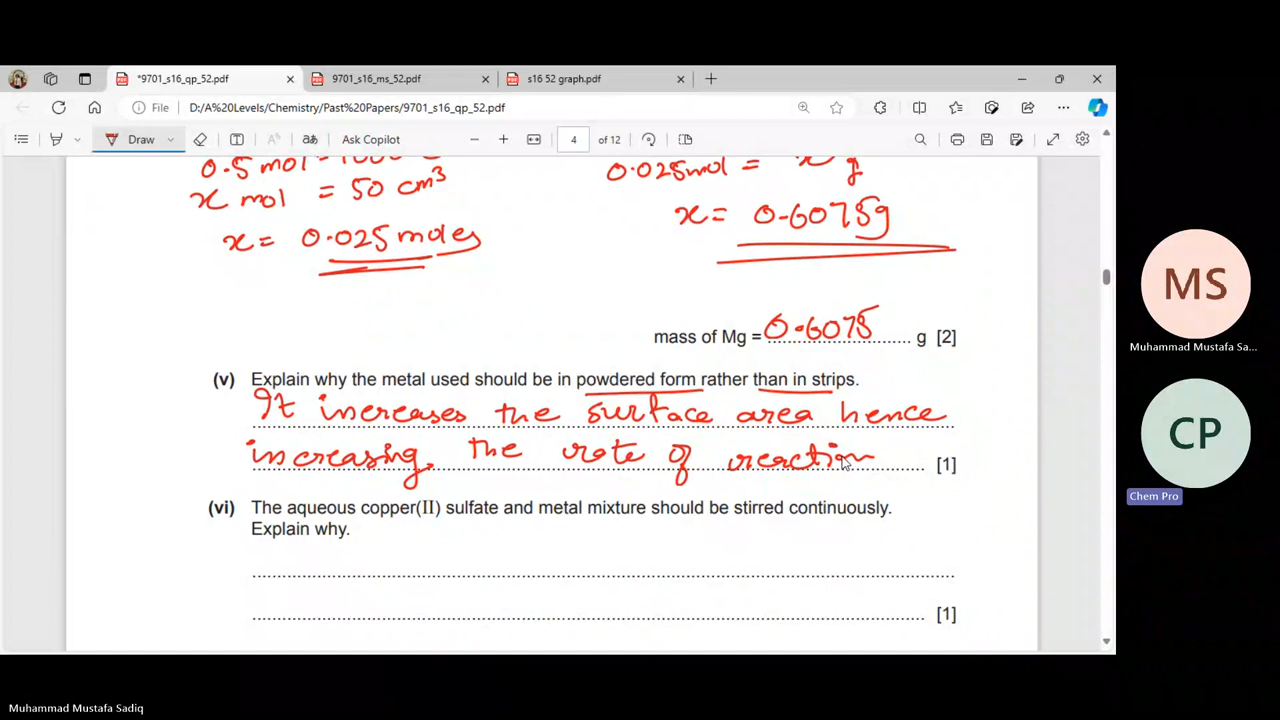 *9701_s16_qp_52.pdf
9701_s16_ms_52.pdf
s16 52 graph.pdf
File
D:/A%20Levels/Chemistry/Past%20Papers/9701_s16_qp_52.pdf
Draw
Ask Copilot
4 of 12
0.5 mol =
x mol = 50 cm³
x = 0.025 moles
0.025mol = x g
x = 0.6075g
mass of Mg = 0.6075 g [2]
(v) Explain why the metal used should be in powdered form rather than in strips.
It increases the surface area hence
increasing the rate of reaction [1]
(vi) The aqueous copper(II) sulfate and metal mixture should be stirred continuously.
Explain why.
[1]
MS
Muhammad Mustafa Sa...
CP
Chem Pro
Muhammad Mustafa Sadiq